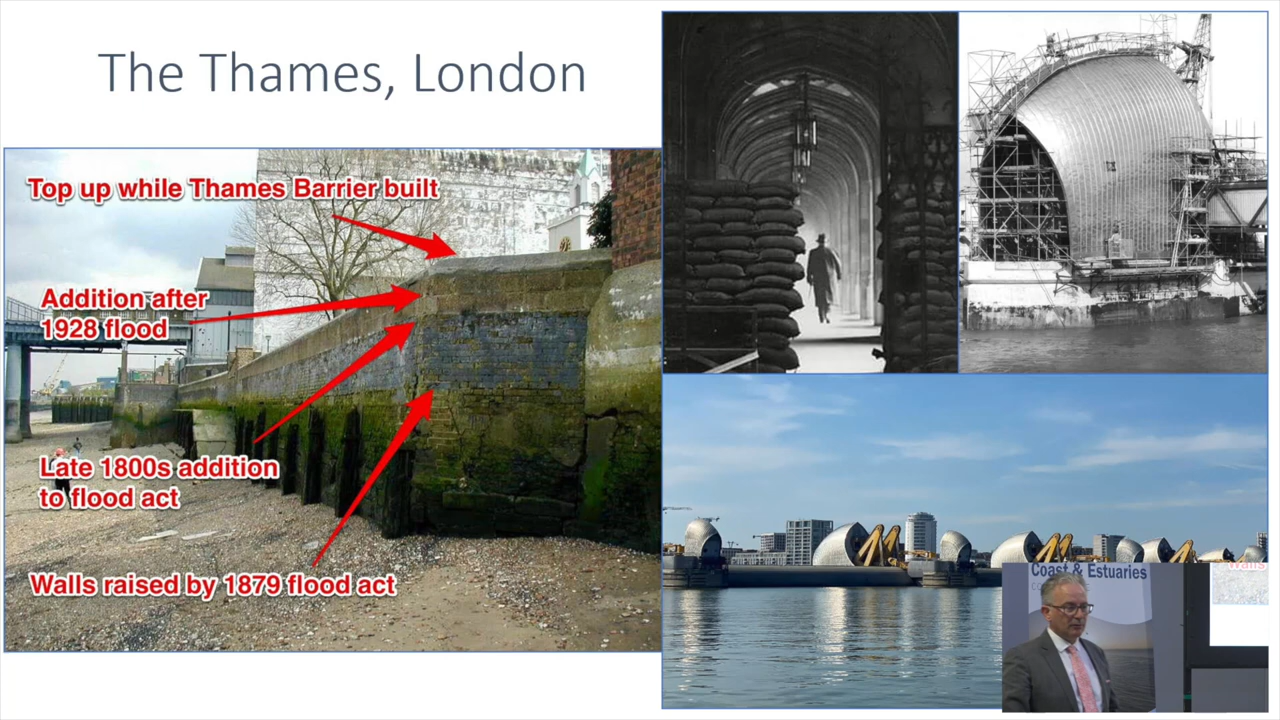 The Thames, London
Top up while Thames Barrier built
Addition after
1928 flood
Late 1800s addition
to flood act
Walls raised by 1879 flood act
Coast & Estuaries
Walls